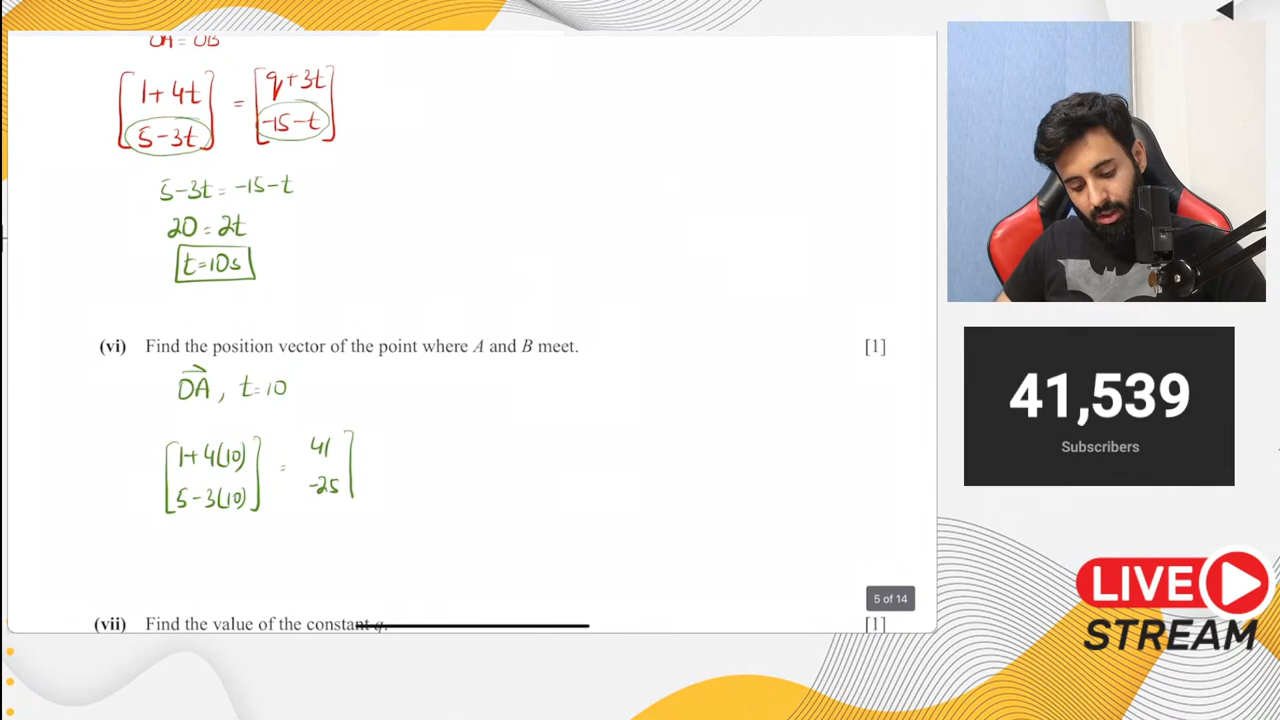 OA = OB
[1+4t] = [q+3t]
[5-3t] [-15-t]
5-3t = -15-t
20 = 2t
t=10s
(vi) Find the position vector of the point where A and B meet. [1]
OA, t=10
[1+4(10)] = 41]
[5-3(10)] -25]
5 of 14
(vii) Find the value of the constant q. [1]
41,539
Subscribers
LIVE
STREAM